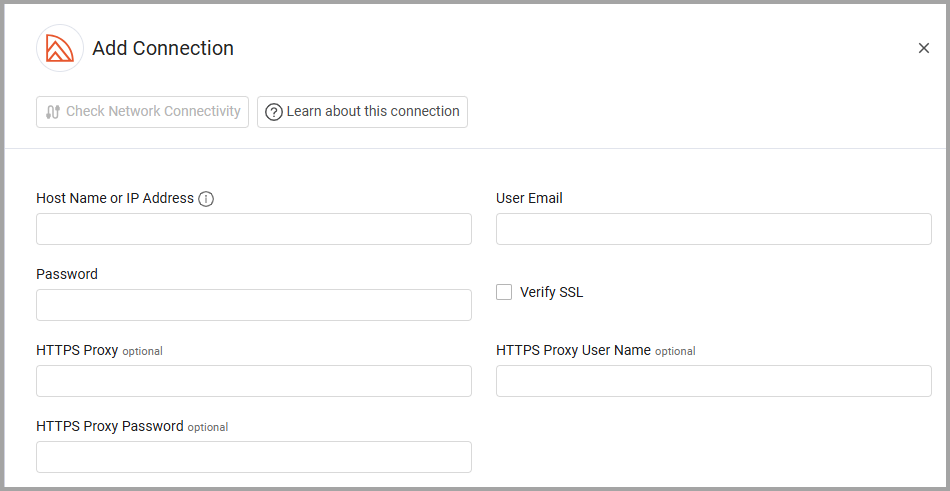 Add Connection
Check Network Connectivity
Learn about this connection
Host Name or IP Address
User Email
Password
Verify SSL
HTTPS Proxy optional
HTTPS Proxy User Name optional
HTTPS Proxy Password optional